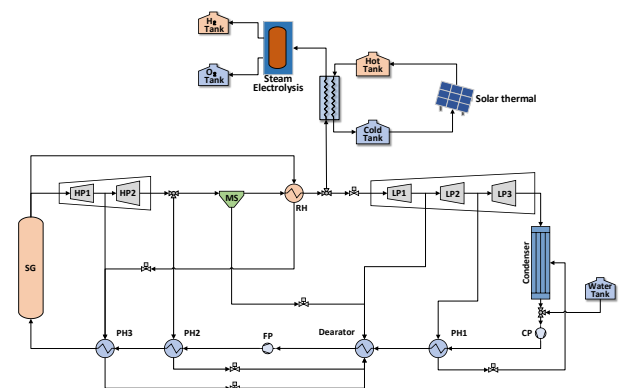 H2
Tank
O2
Tank
Steam
Electrolysis
Hot
Tank
Cold
Tank
Solar thermal
HP1
HP2
MS
RH
LP1
LP2
LP3
SG
Condenser
Water
Tank
CP
PH3
PH2
FP
Dearator
PH1